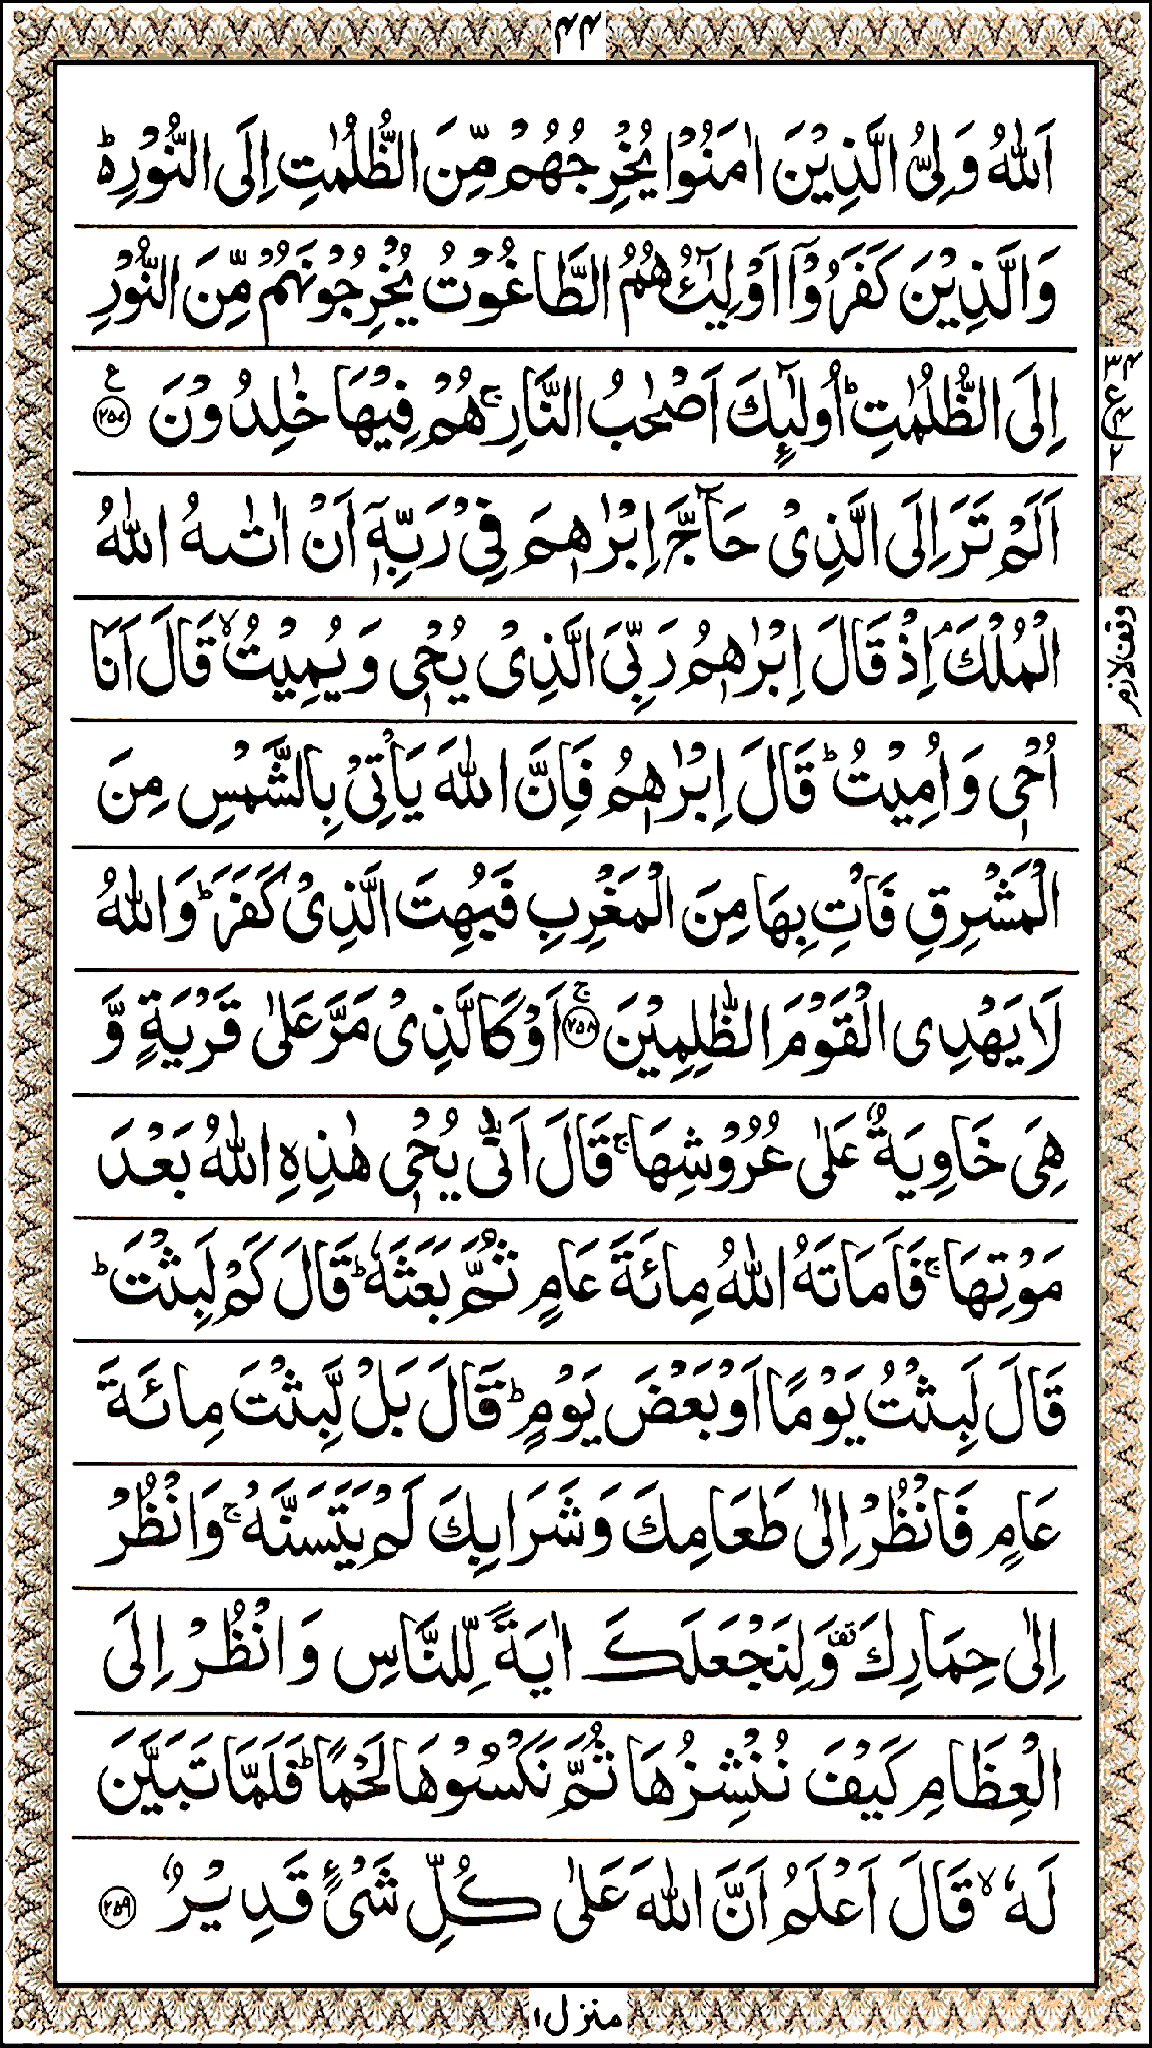 ٤٤
اَللّٰهُ وَلِیُّ الَّذِیْنَ اٰمَنُوْا یُخْرِجُهُمْ مِّنَ الظُّلُمٰتِ اِلَی النُّوْرِ۬ؕ
وَالَّذِیْنَ كَفَرُوْۤا اَوْلِیٰٓـُٔهُمُ الطَّاغُوْتُ یُخْرِجُوْنَهُمْ مِّنَ النُّوْرِ
اِلَی الظُّلُمٰتِ ؕ اُولٰٓىِٕكَ اَصْحٰبُ النَّارِ ۚ هُمْ فِیْهَا خٰلِدُوْنَ ﴿۲۵۷﴾ ع
۳۴ ع ۴ ۲
اَلَمْ تَرَ اِلَی الَّذِیْ حَآجَّ اِبْرٰهٖمَ فِیْ رَبِّهٖۤ اَنْ اٰتٰىهُ اللّٰهُ
الْمُلْكَ ۘ اِذْ قَالَ اِبْرٰهٖمُ رَبِّیَ الَّذِیْ یُحْیٖ وَیُمِیْتُ ۙ قَالَ اَنَا
وقف لازم
اُحْیٖ وَاُمِیْتُ ؕ قَالَ اِبْرٰهٖمُ فَاِنَّ اللّٰهَ یَاْتِیْ بِالشَّمْسِ مِنَ
الْمَشْرِقِ فَاْتِ بِهَا مِنَ الْمَغْرِبِ فَبُهِتَ الَّذِیْ كَفَرَ ؕ وَاللّٰهُ
لَا یَهْدِی الْقَوْمَ الظّٰلِمِیْنَ ﴿۲۵۸﴾ۚ اَوْ كَالَّذِیْ مَرَّ عَلٰی قَرْیَةٍ وَّ
هِیَ خَاوِیَةٌ عَلٰی عُرُوْشِهَا ۚ قَالَ اَنّٰی یُحْیٖ هٰذِهِ اللّٰهُ بَعْدَ
مَوْتِهَا ۚ فَاَمَاتَهُ اللّٰهُ مِائَةَ عَامٍ ثُمَّ بَعَثَهٗ ؕ قَالَ كَمْ لَبِثْتَ ؕ
قَالَ لَبِثْتُ یَوْمًا اَوْ بَعْضَ یَوْمٍ ؕ قَالَ بَلْ لَّبِثْتَ مِائَةَ
عَامٍ فَانْظُرْ اِلٰی طَعَامِكَ وَشَرَابِكَ لَمْ یَتَسَنَّهْ ۚ وَانْظُرْ
اِلٰی حِمَارِكَ قف وَلِنَجْعَلَكَ اٰیَةً لِّلنَّاسِ وَانْظُرْ اِلَی
الْعِظَامِ كَیْفَ نُنْشِزُهَا ثُمَّ نَكْسُوْهَا لَحْمًا ؕ فَلَمَّا تَبَیَّنَ
لَهٗ ۙ قَالَ اَعْلَمُ اَنَّ اللّٰهَ عَلٰی كُلِّ شَیْءٍ قَدِیْرٌ ﴿۲۵۹﴾
منزل۱